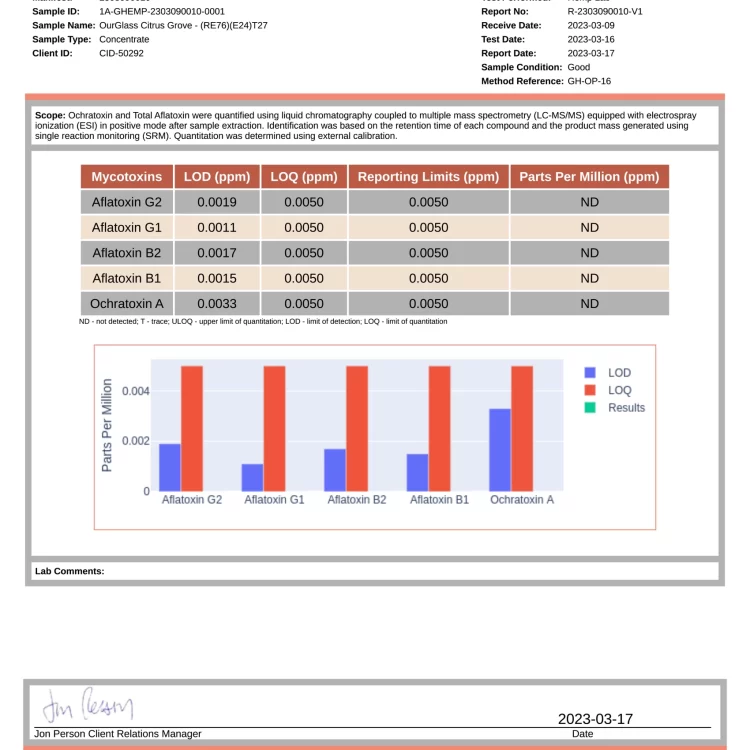 Sample ID: 1A-GHEMP-2303090010-0001
Sample Name: OurGlass Citrus Grove - (RE76)(E24)T27
Sample Type: Concentrate
Client ID: CID-50292
Report No: R-2303090010-V1
Receive Date: 2023-03-09
Test Date: 2023-03-16
Report Date: 2023-03-17
Sample Condition: Good
Method Reference: GH-OP-16
Scope: Ochratoxin and Total Aflatoxin were quantified using liquid chromatography coupled to multiple mass spectrometry (LC-MS/MS) equipped with electrospray
ionization (ESI) in positive mode after sample extraction. Identification was based on the retention time of each compound and the product mass generated using
single reaction monitoring (SRM). Quantitation was determined using external calibration.
Mycotoxins LOD (ppm) LOQ (ppm) Reporting Limits (ppm) Parts Per Million (ppm)
Aflatoxin G2 0.0019 0.0050 0.0050 ND
Aflatoxin G1 0.0011 0.0050 0.0050 ND
Aflatoxin B2 0.0017 0.0050 0.0050 ND
Aflatoxin B1 0.0015 0.0050 0.0050 ND
Ochratoxin A 0.0033 0.0050 0.0050 ND
ND - not detected; T - trace; ULOQ - upper limit of quantitation; LOD - limit of detection; LOQ - limit of quantitation
Parts Per Million
0.004
0.002
0
Aflatoxin G2 Aflatoxin G1 Aflatoxin B2 Aflatoxin B1 Ochratoxin A
LOD
LOQ
Results
Lab Comments:
Jon Person
2023-03-17
Jon Person Client Relations Manager Date